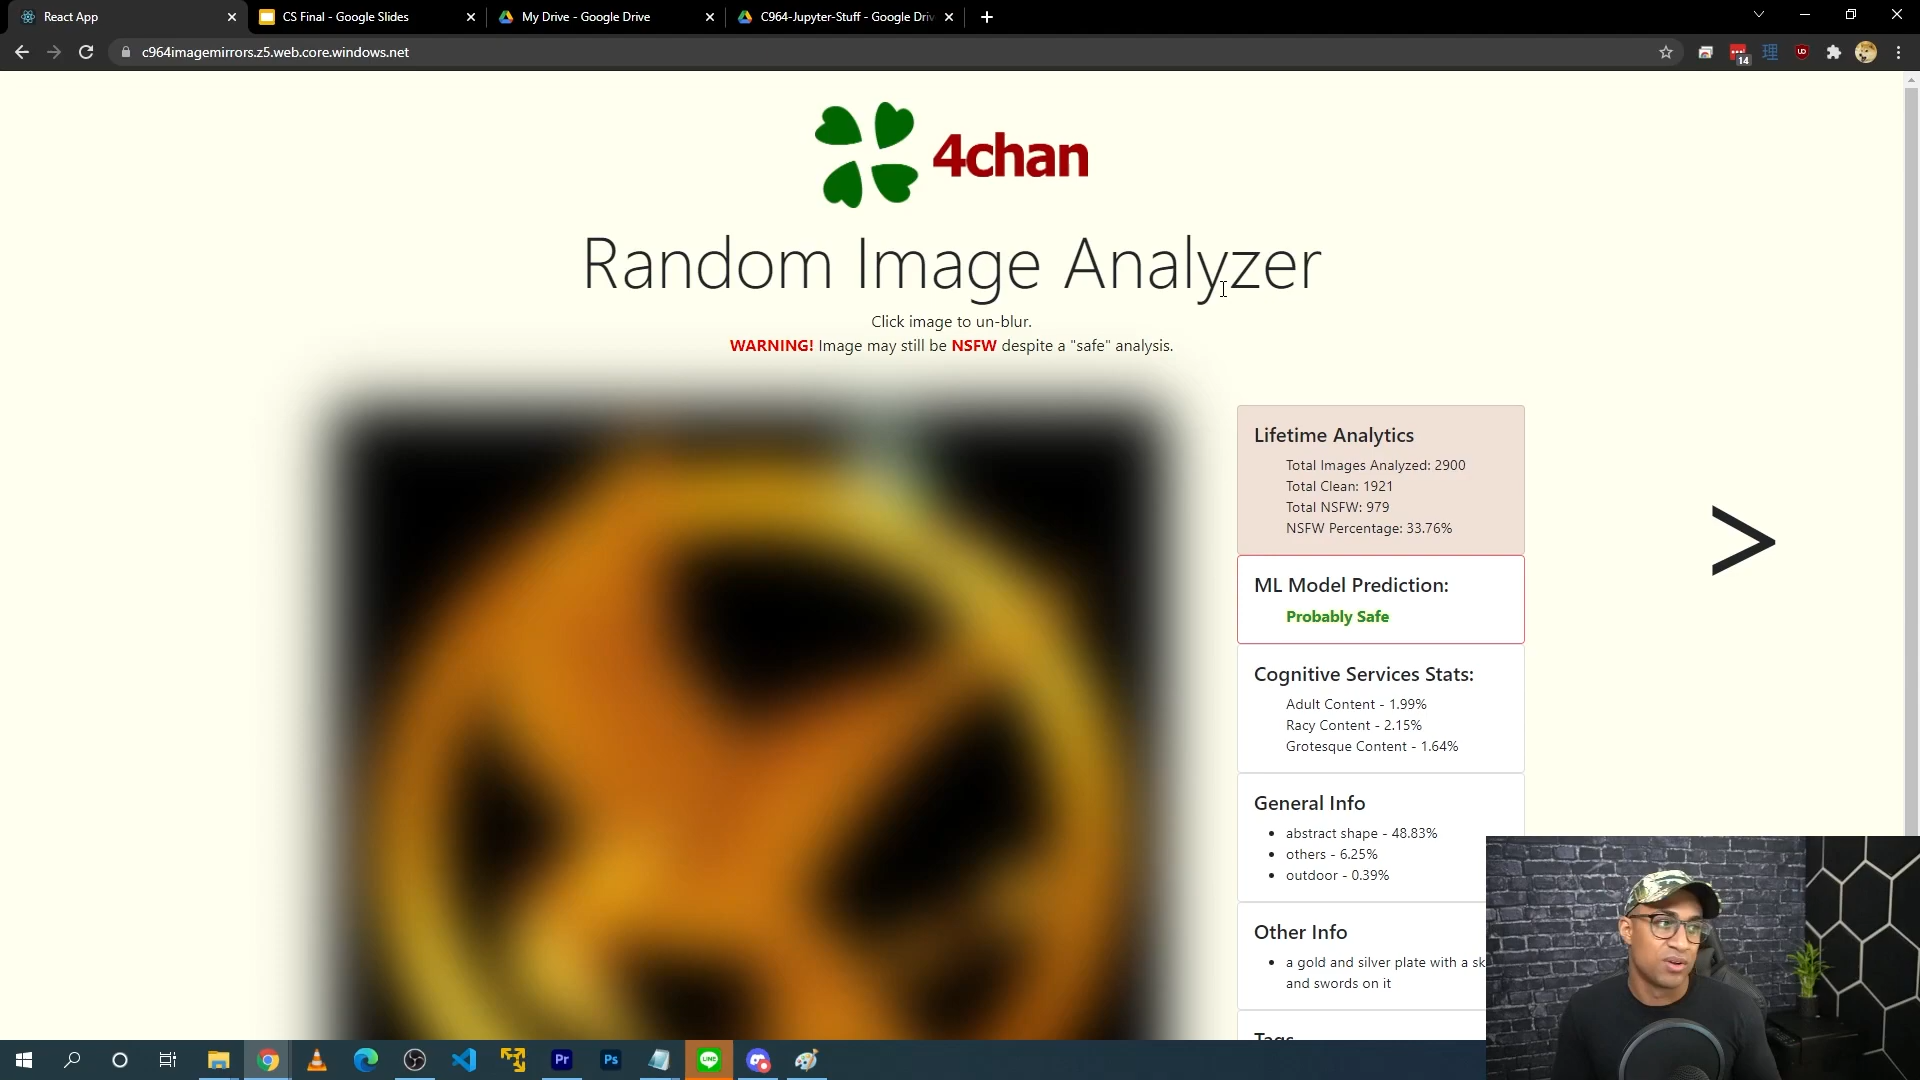 React App
CS Final - Google Slides
My Drive - Google Drive
C964-Jupyter-Stuff - Google Driv
c964imagemirrors.z5.web.core.windows.net
14
4chan
Random Image Analyzer
Click image to un-blur.
WARNING! Image may still be NSFW despite a "safe" analysis.
Lifetime Analytics
Total Images Analyzed: 2900
Total Clean: 1921
Total NSFW: 979
NSFW Percentage: 33.76%
>
ML Model Prediction:
Probably Safe
Cognitive Services Stats:
Adult Content - 1.99%
Racy Content - 2.15%
Grotesque Content - 1.64%
General Info
abstract shape - 48.83%
others - 6.25%
outdoor - 0.39%
Other Info
a gold and silver plate with a sk
and swords on it
Tags
Pr
Ps
LINE